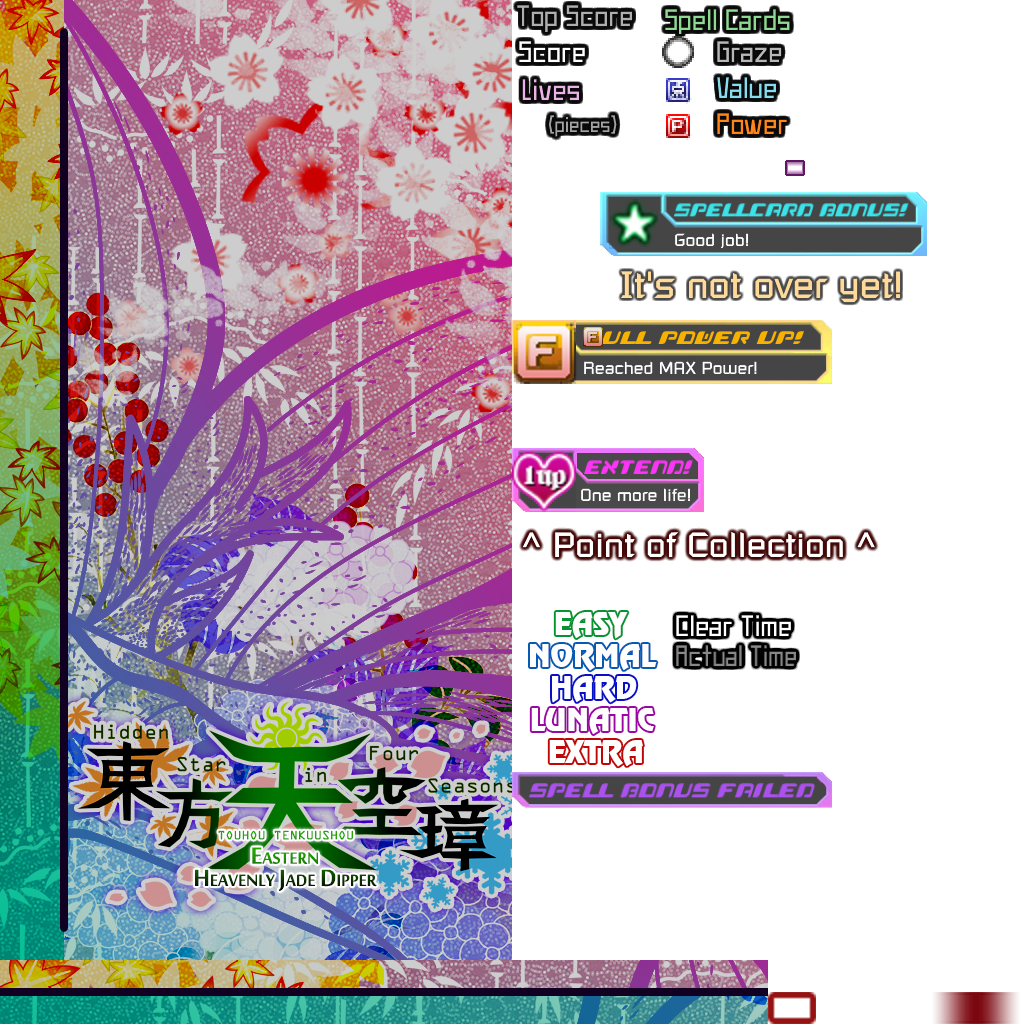 Top Score
Spell Cards
Score
Graze
Lives
Value
(pieces)
P
Power
SPELLCARD BONUS!
Good job!
It's not over yet!
F
FULL POWER UP!
Reached MAX Power!
1up
EXTEND!
One more life!
^ Point of Collection ^
EASY
NORMAL
HARD
LUNATIC
EXTRA
Clear Time
Actual Time
SPELL BONUS FAILED
Hidden
Star
in
Four
Seasons
東方天空璋
TOUHOU TENKUUSHOU
EASTERN
HEAVENLY JADE DIPPER